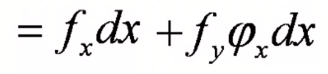 = f_x dx + f_y φ_x dx